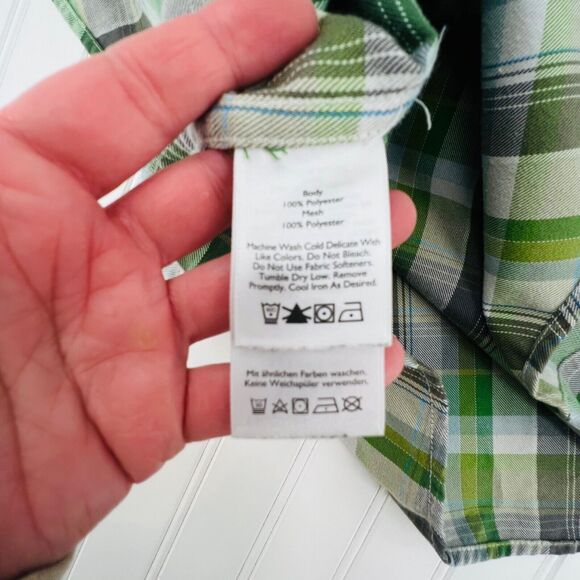 Body
100% Polyester
Mesh
100% Polyester
Machine Wash Cold Delicate With
Like Colors. Do Not Bleach.
Do Not Use Fabric Softeners.
Tumble Dry Low. Remove
Promptly. Cool Iron As Desired.
Mit ähnlichen Farben waschen.
Keine Weichspüler verwenden.